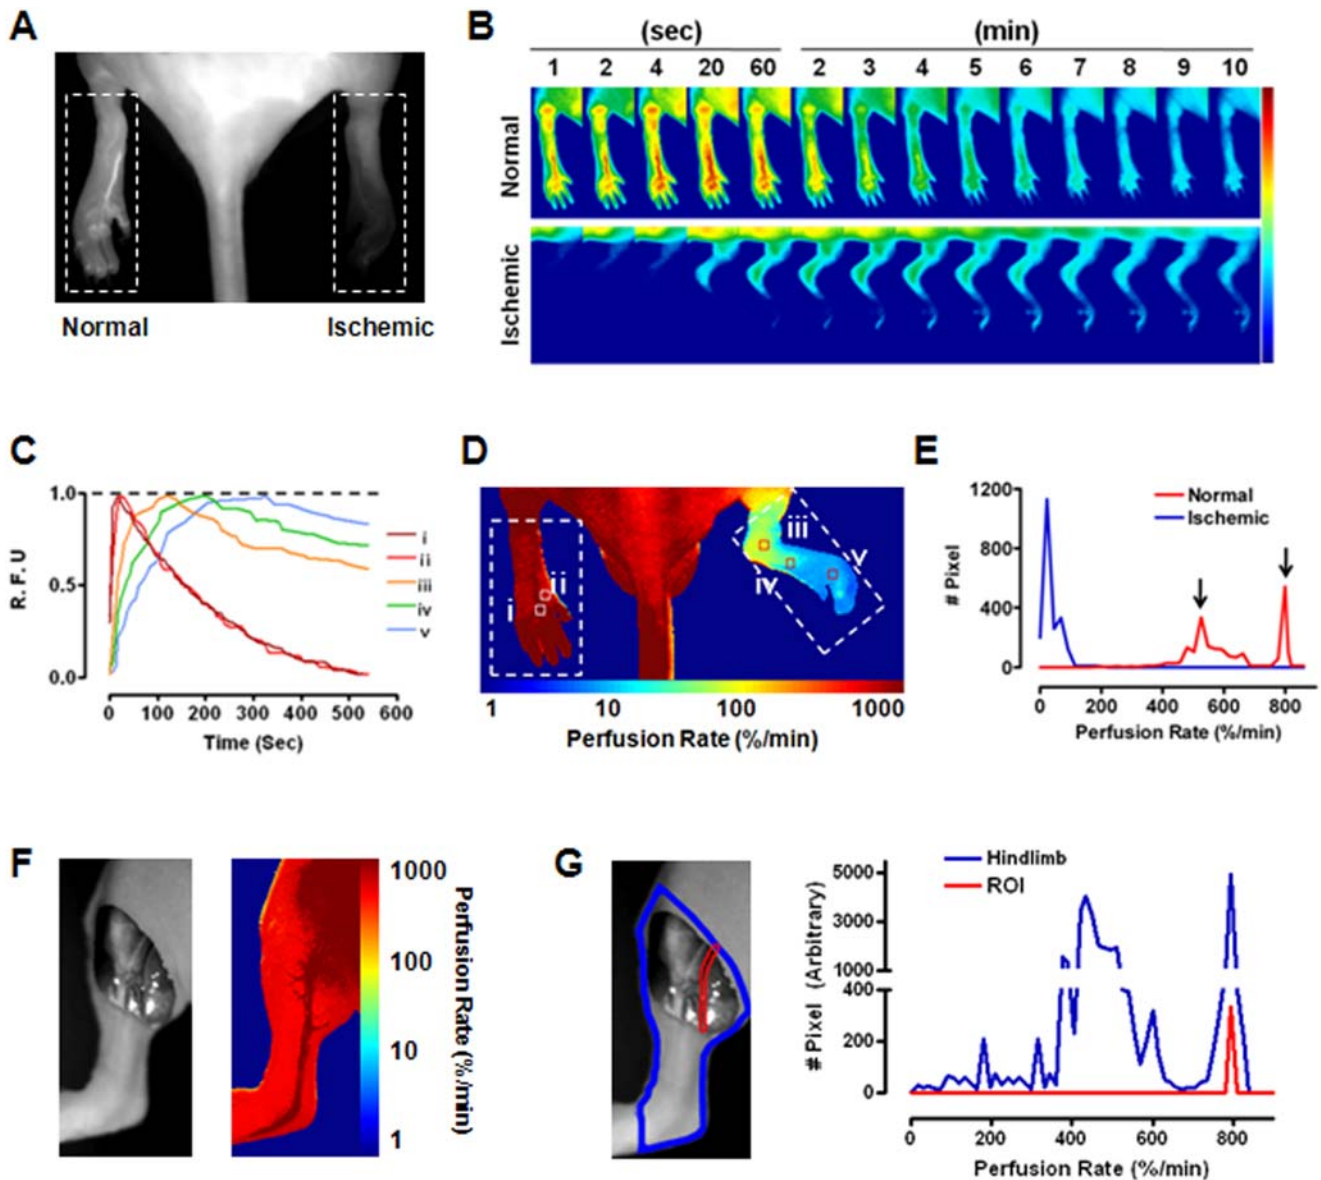 A
Normal
Ischemic
B
(sec)
(min)
1 2 4 20 60 2 3 4 5 6 7 8 9 10
Normal
Ischemic
C
R. F. U
1.0
0.5
0.0
0 100 200 300 400 500 600
Time (Sec)
i
ii
iii
iv
v
D
i
ii
iii
iv
v
1 10 100 1000
Perfusion Rate (%/min)
E
# Pixel
1200
800
400
0
0 200 400 600 800
Perfusion Rate (%/min)
Normal
Ischemic
F
1000
100
10
1
Perfusion Rate (%/min)
G
# Pixel (Arbitrary)
5000
3000
1000
400
200
0
0 200 400 600 800
Perfusion Rate (%/min)
Hindlimb
ROI